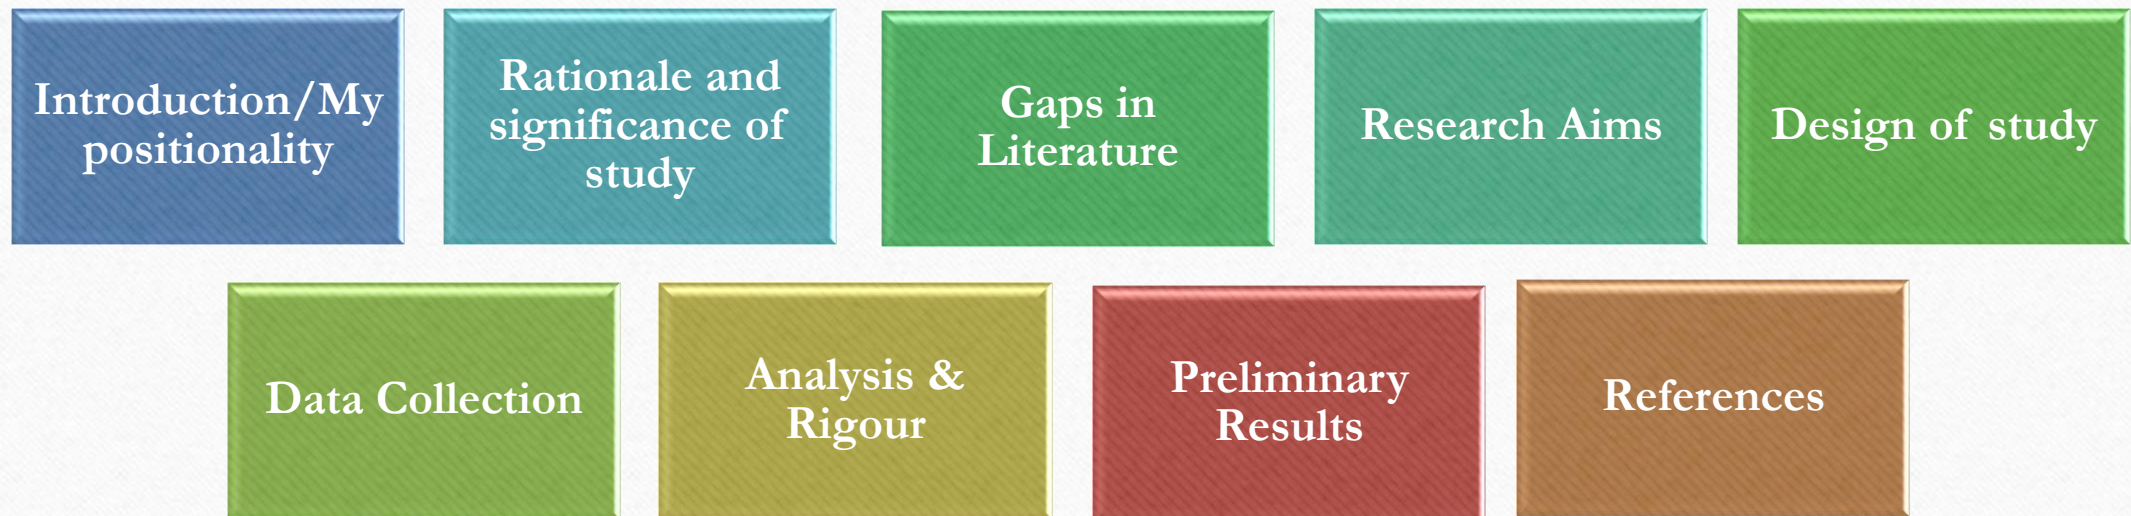 Introduction/My
positionality
Rationale and
significance of
study
Gaps in
Literature
Research Aims
Design of study
Data Collection
Analysis &
Rigour
Preliminary
Results
References